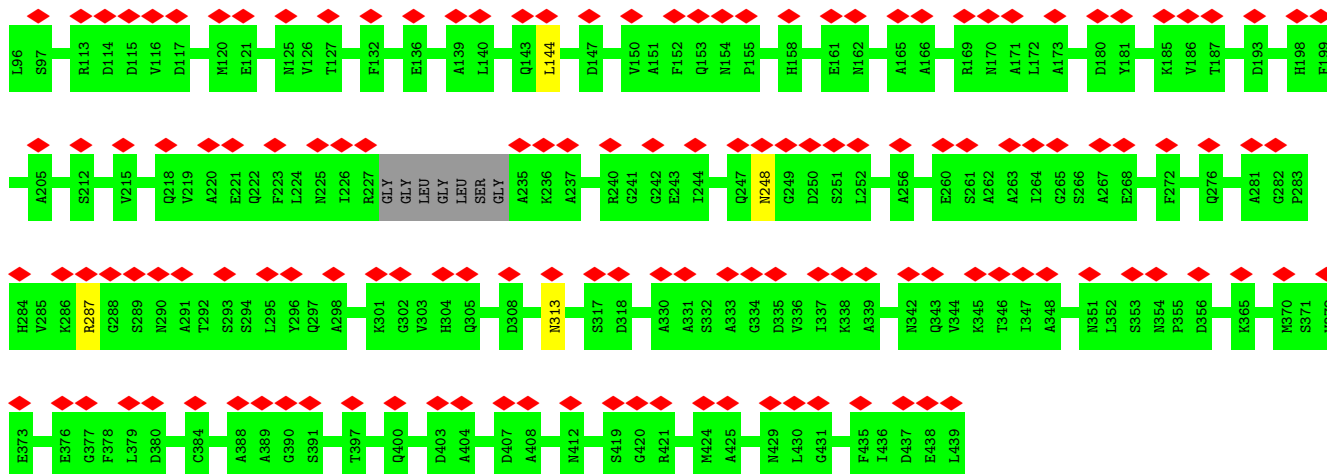 L96 S97 R113 D114 D115 V116 D117 M120 E121 N125 V126 T127 F132 E136 A139 L140 Q143 L144 D147 V150 A151 F152 Q153 N154 P155 H158 E161 N162 A165 A166 R169 N170 A171 L172 A173 D180 Y181 K185 V186 T187 D193 H198 F199
A205 S212 V215 Q218 V219 A220 E221 Q222 F223 L224 N225 I226 R227 GLY GLY LEU GLY LEU SER GLY A235 K236 A237 R240 G241 G242 E243 I244 Q247 N248 G249 D250 S251 L252 A256 E260 S261 A262 A263 I264 G265 S266 A267 E268 F272 Q276 A281 G282 P283
H284 V285 K286 R287 G288 S289 N290 A291 T292 S293 S294 L295 Y296 Q297 A298 K301 G302 V303 H304 Q305 D308 N313 S317 D318 A330 A331 S332 A333 G334 D335 V336 I337 K338 A339 N342 Q343 V344 K345 T346 I347 A348 N351 L352 S353 N354 P355 D356 K365 M370 S371
E373 E376 G377 F378 L379 D380 C384 A388 A389 G390 S391 T397 Q400 D403 A404 D407 A408 N412 S419 G420 R421 M424 A425 N429 L430 G431 F435 I436 D437 E438 L439